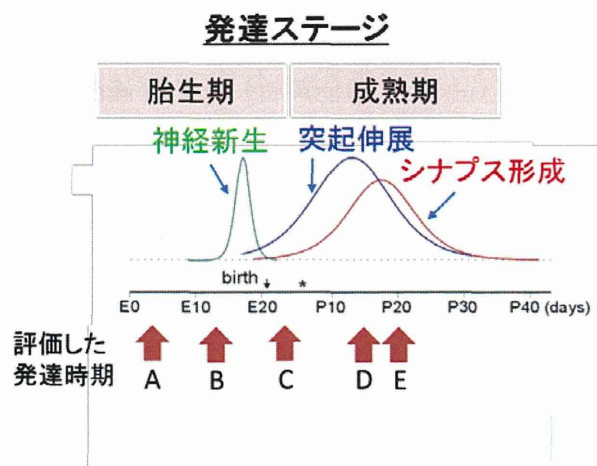 発達ステージ
胎生期 成熟期
神経新生 突起伸展
シナプス形成
birth *
E0 E10 E20 P10 P20 P30 P40 (days)
評価した
発達時期
A B C D E